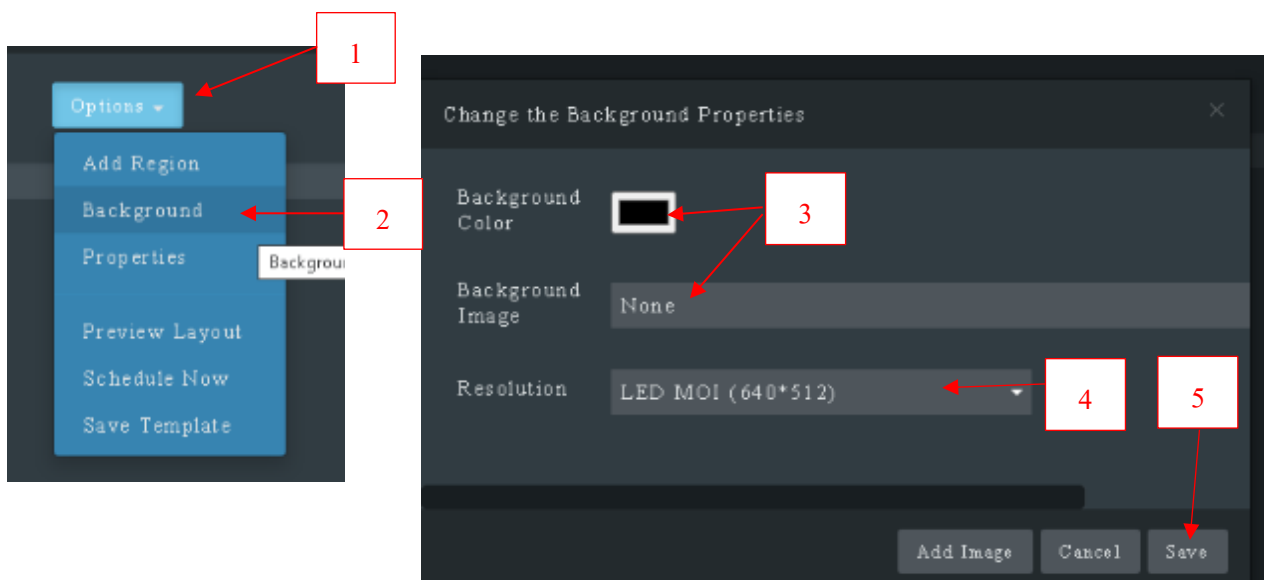 1
Options
Add Region
Background
2
Properties
Backgrou
Preview Layout
Schedule Now
Save Template
Change the Background Properties
×
Background
Color
3
Background
Image
None
Resolution
LED MOI (640*512)
4
5
Add Image
Cancel
Save